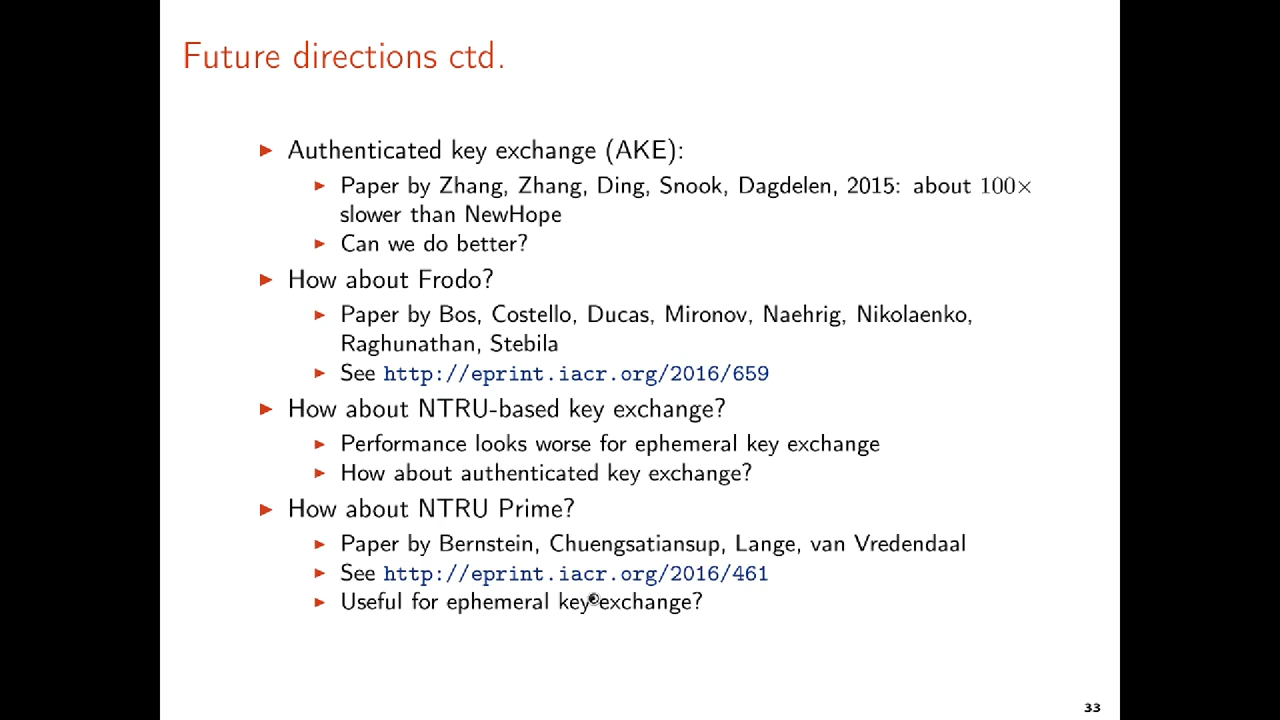 Future directions ctd.
▶ Authenticated key exchange (AKE):
▶ Paper by Zhang, Zhang, Ding, Snook, Dagdelen, 2015: about 100×
slower than NewHope
▶ Can we do better?
▶ How about Frodo?
▶ Paper by Bos, Costello, Ducas, Mironov, Naehrig, Nikolaenko,
Raghunathan, Stebila
▶ See http://eprint.iacr.org/2016/659
▶ How about NTRU-based key exchange?
▶ Performance looks worse for ephemeral key exchange
▶ How about authenticated key exchange?
▶ How about NTRU Prime?
▶ Paper by Bernstein, Chuengsatiansup, Lange, van Vredendaal
▶ See http://eprint.iacr.org/2016/461
▶ Useful for ephemeral key exchange?
33